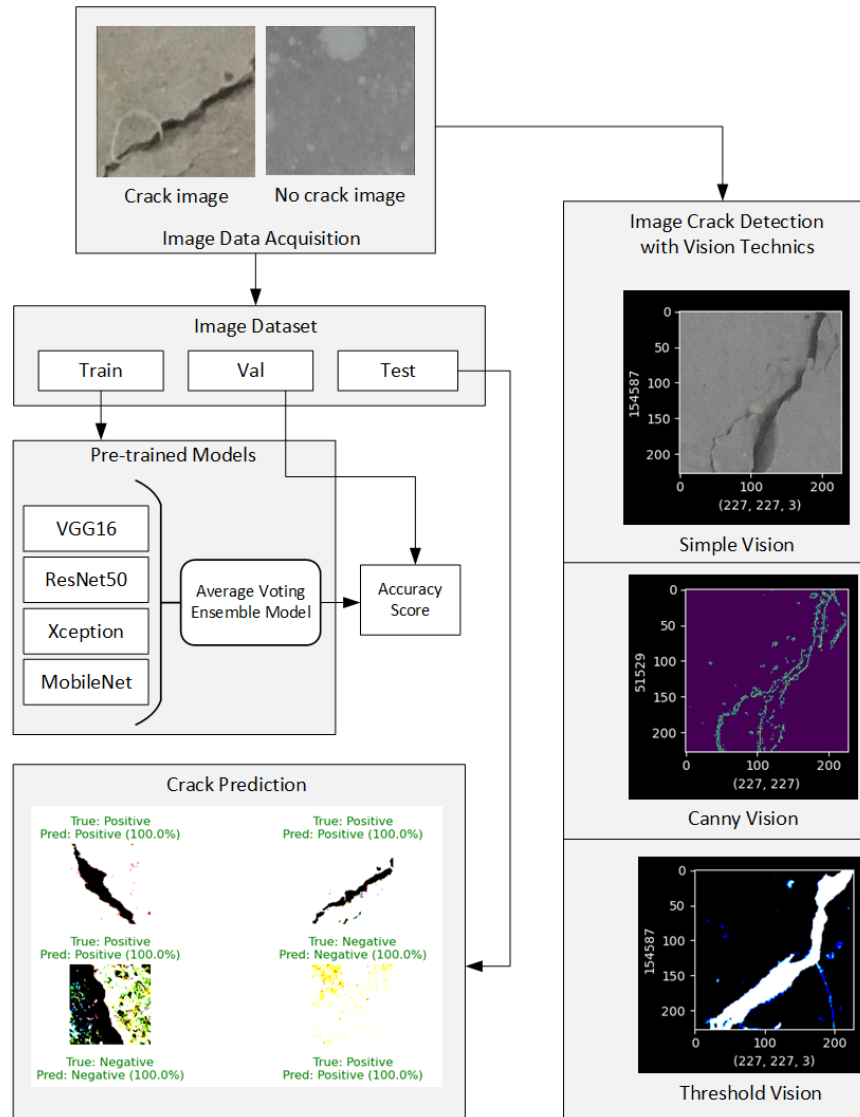 Crack image
No crack image
Image Data Acquisition
Image Dataset
Train
Val
Test
Pre-trained Models
VGG16
ResNet50
Xception
MobileNet
Average Voting
Ensemble Model
Accuracy
Score
Crack Prediction
True: Positive
Pred: Positive (100.0%)
True: Positive
Pred: Positive (100.0%)
True: Positive
Pred: Positive (100.0%)
True: Negative
Pred: Negative (100.0%)
True: Negative
Pred: Negative (100.0%)
True: Positive
Pred: Positive (100.0%)
Image Crack Detection
with Vision Technics
0
50
100
150
200
154587
0
100
200
(227, 227, 3)
Simple Vision
0
50
100
150
200
51529
0
100
200
(227, 227)
Canny Vision
0
50
100
150
200
154587
0
100
200
(227, 227, 3)
Threshold Vision